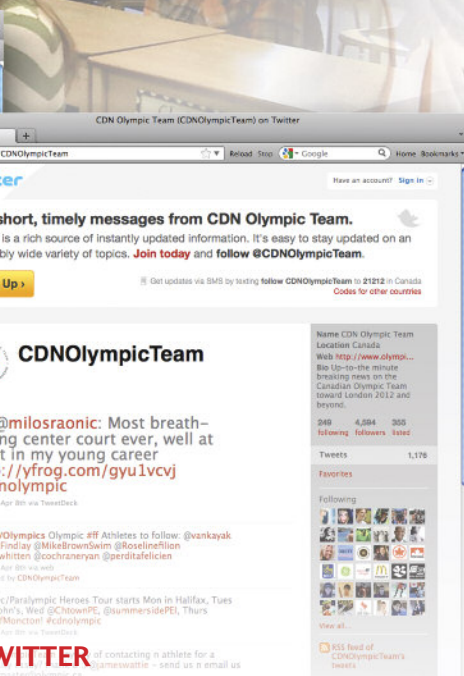 CDN Olympic Team (CDNOlympicTeam) on Twitter
CDNOlympicTeam
Reload Stop
Google
Home Bookmarks
Have an account? Sign in
short, timely messages from CDN Olympic Team.
is a rich source of instantly updated information. It's easy to stay updated on an
bly wide variety of topics. Join today and follow @CDNOlympicTeam.
Up ›
Get updates via SMS by texting follow CDNOlympicTeam to 21212 in Canada
Codes for other countries
CDNOlympicTeam
@milosraonic: Most breath-
ng center court ever, well at
t in my young career
://yfrog.com/gyu1vcvj
nolympic
Apr 8th via TweetDeck
/Olympics Olympic #ff Athletes to follow: @vankayak
Findlay @MikeBrownSwim @Roselinefilion
whitten @cochraneryan @perditafelicien
Apr 8th via web
by CDNOlympicTeam
c/Paralympic Heroes Tour starts Mon in Halifax, Tues
hn's, Wed @ChtownPE, @summersidePEI, Thurs
fMoncton! #cdnolympic
Apr 8th via TweetDeck
of contacting n athlete for a
@jameswattie - send us n email us
WITTER
Name CDN Olympic Team
Location Canada
Web http://www.olympi...
Bio Up-to-the minute
breaking news on the
Canadian Olympic Team
toward London 2012 and
beyond.
249 4,594 355
following followers listed
Tweets 1,176
Favorites
Following
View all...
RSS feed of
CDNOlympicTeam's
tweets